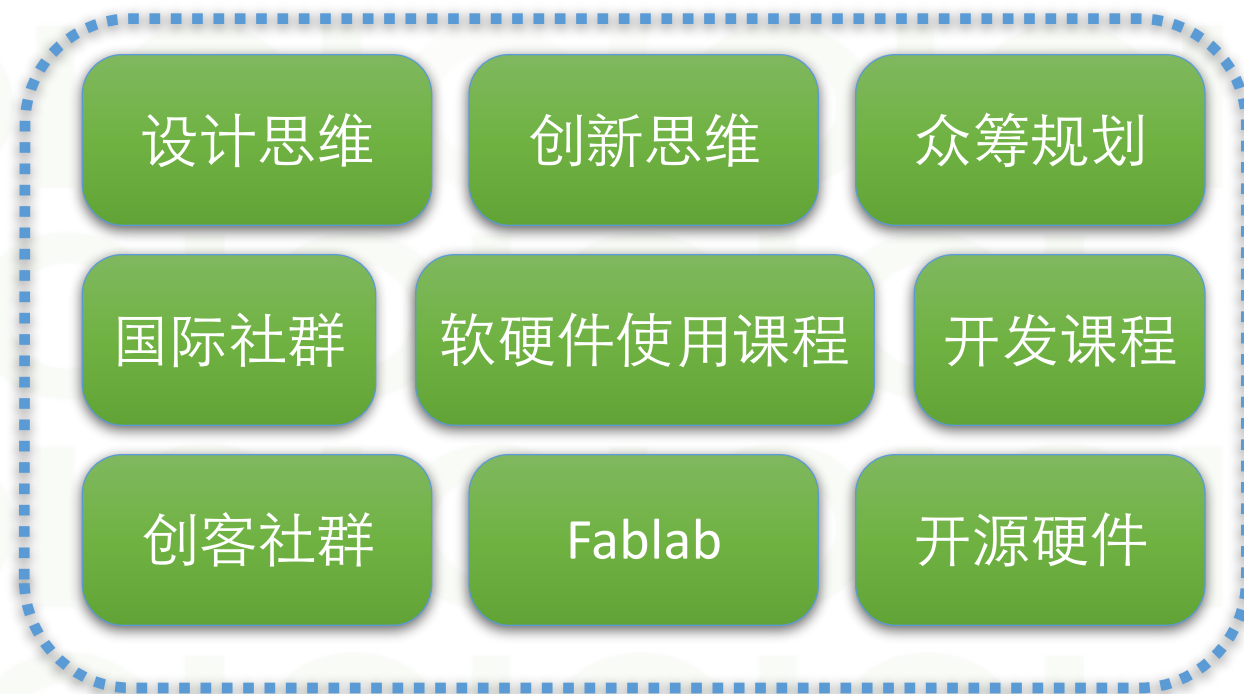 设计思维
创新思维
众筹规划
国际社群
软硬件使用课程
开发课程
创客社群
Fablab
开源硬件